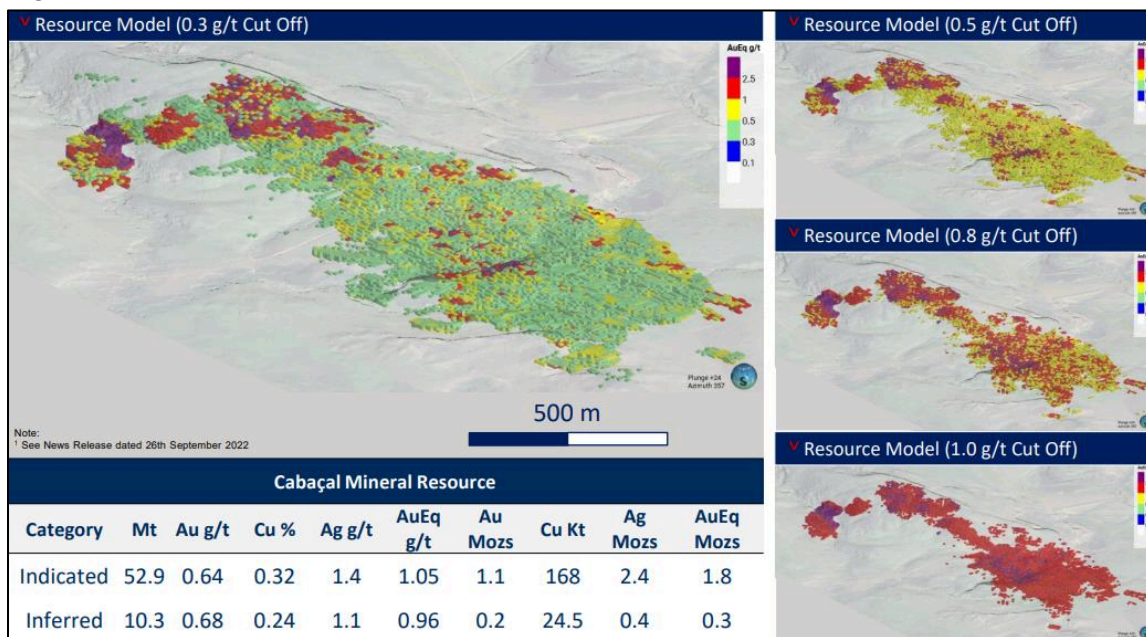 v Resource Model (0.3 g/t Cut Off)
AuEq g/t
2.5
1
0.5
0.3
0.1
Plunge +24
Azimuth 357
S
500 m
Note:
1 See News Release dated 26th September 2022
Cabaçal Mineral Resource
Category Mt Au g/t Cu % Ag g/t AuEq g/t Au Mozs Cu Kt Ag Mozs AuEq Mozs
Indicated 52.9 0.64 0.32 1.4 1.05 1.1 168 2.4 1.8
Inferred 10.3 0.68 0.24 1.1 0.96 0.2 24.5 0.4 0.3
v Resource Model (0.5 g/t Cut Off)
v Resource Model (0.8 g/t Cut Off)
v Resource Model (1.0 g/t Cut Off)